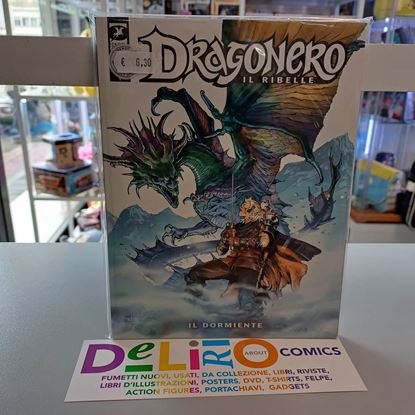 € 6,30
DRAGONERO
IL RIBELLE
IL DORMIENTE
DeLiRiO ABOUT COMICS
FUMETTI NUOVI, USATI, DA COLLEZIONE, LIBRI, RIVISTE,
LIBRI D'ILLUSTRAZIONI, POSTERS, DVD, T-SHIRTS, FELPE,
ACTION FIGURES, PORTACHIAVI, GADGETS